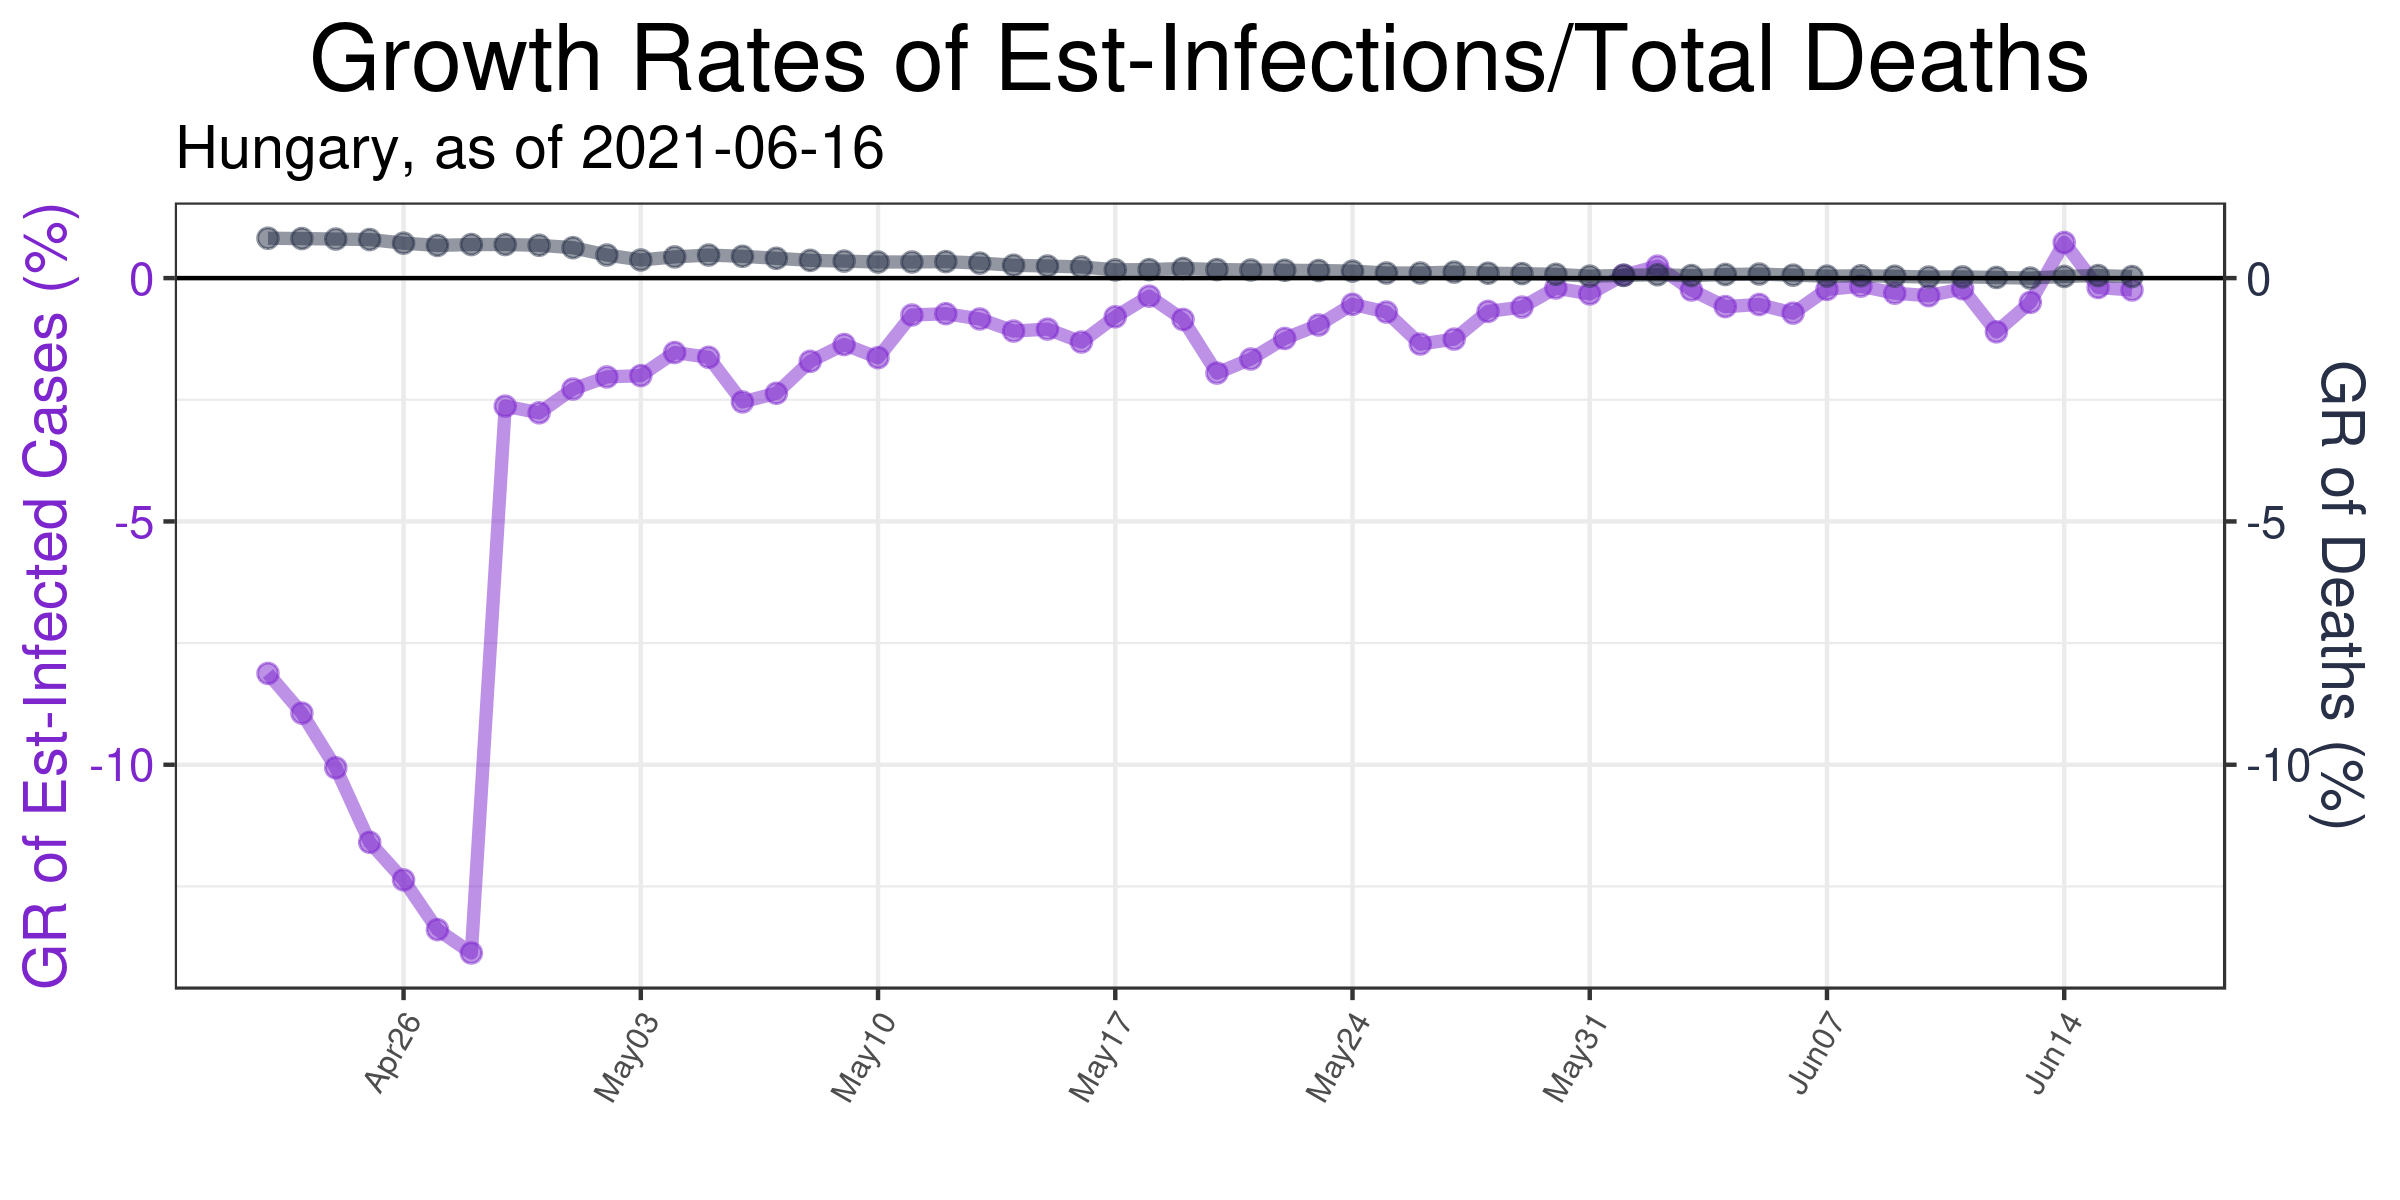 Growth Rates of Est-Infections/Total Deaths
Hungary, as of 2021-06-16
GR of Est-Infected Cases (%)
0
-5
-10
0
-5
-10
GR of Deaths (%)
Apr26
May03
May10
May17
May24
May31
Jun07
Jun14